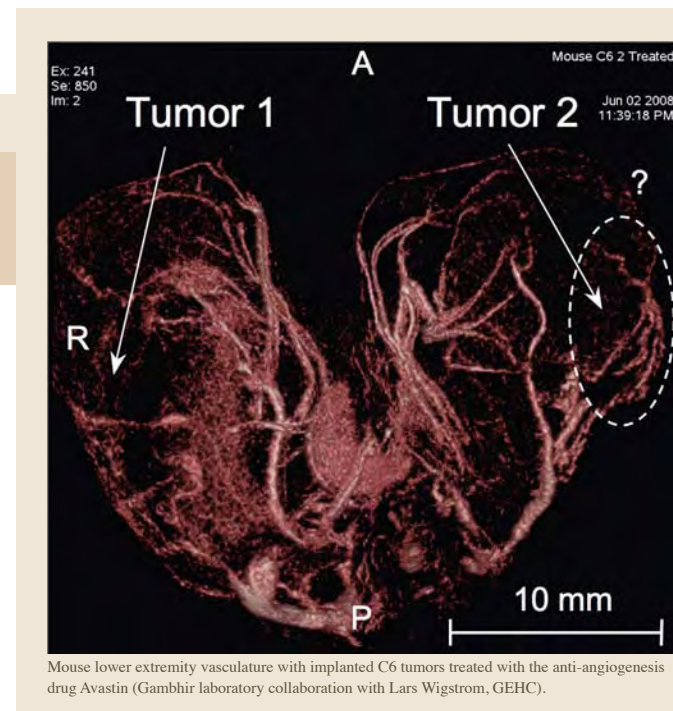 A
Mouse C6 2 Treated
Ex: 241
Se: 850
Im: 2
Jun 02 2008
11:39:18 PM
Tumor 1
Tumor 2
?
R
P
10 mm
Mouse lower extremity vasculature with implanted C6 tumors treated with the anti-angiogenesis
drug Avastin (Gambhir laboratory collaboration with Lars Wigstrom, GEHC).